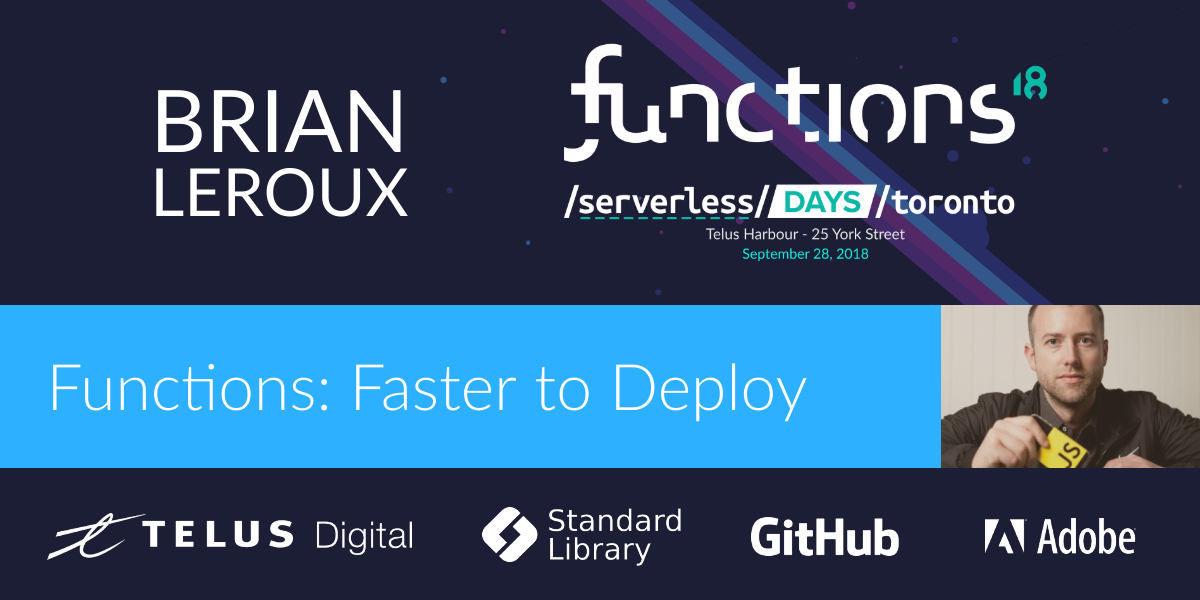 BRIAN
LEROUX
functions18
/serverless//DAYS//toronto
Telus Harbour - 25 York Street
September 28, 2018
Functions: Faster to Deploy
JS
TELUS Digital
Standard
Library
GitHub
Adobe